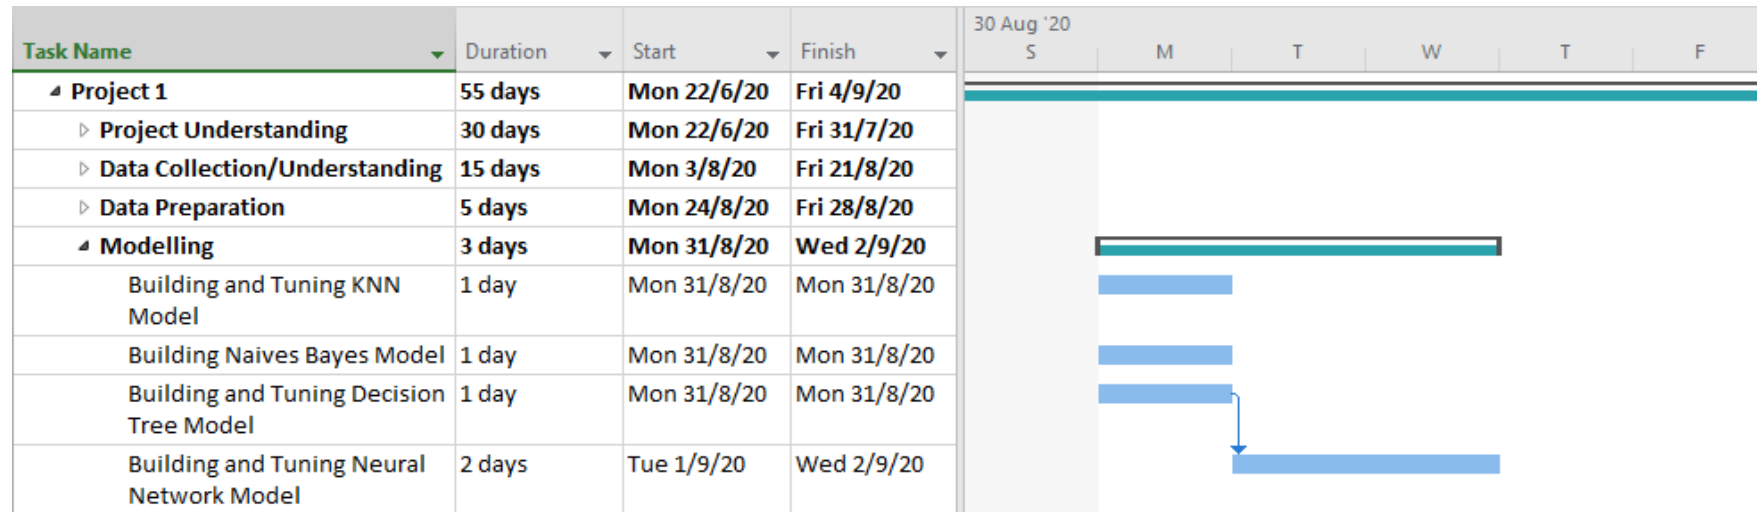 30 Aug '20
Task Name Duration Start Finish S M T W T F
Project 1 55 days Mon 22/6/20 Fri 4/9/20
Project Understanding 30 days Mon 22/6/20 Fri 31/7/20
Data Collection/Understanding 15 days Mon 3/8/20 Fri 21/8/20
Data Preparation 5 days Mon 24/8/20 Fri 28/8/20
Modelling 3 days Mon 31/8/20 Wed 2/9/20
Building and Tuning KNN 1 day Mon 31/8/20 Mon 31/8/20
Model
Building Naives Bayes Model 1 day Mon 31/8/20 Mon 31/8/20
Building and Tuning Decision 1 day Mon 31/8/20 Mon 31/8/20
Tree Model
Building and Tuning Neural 2 days Tue 1/9/20 Wed 2/9/20
Network Model